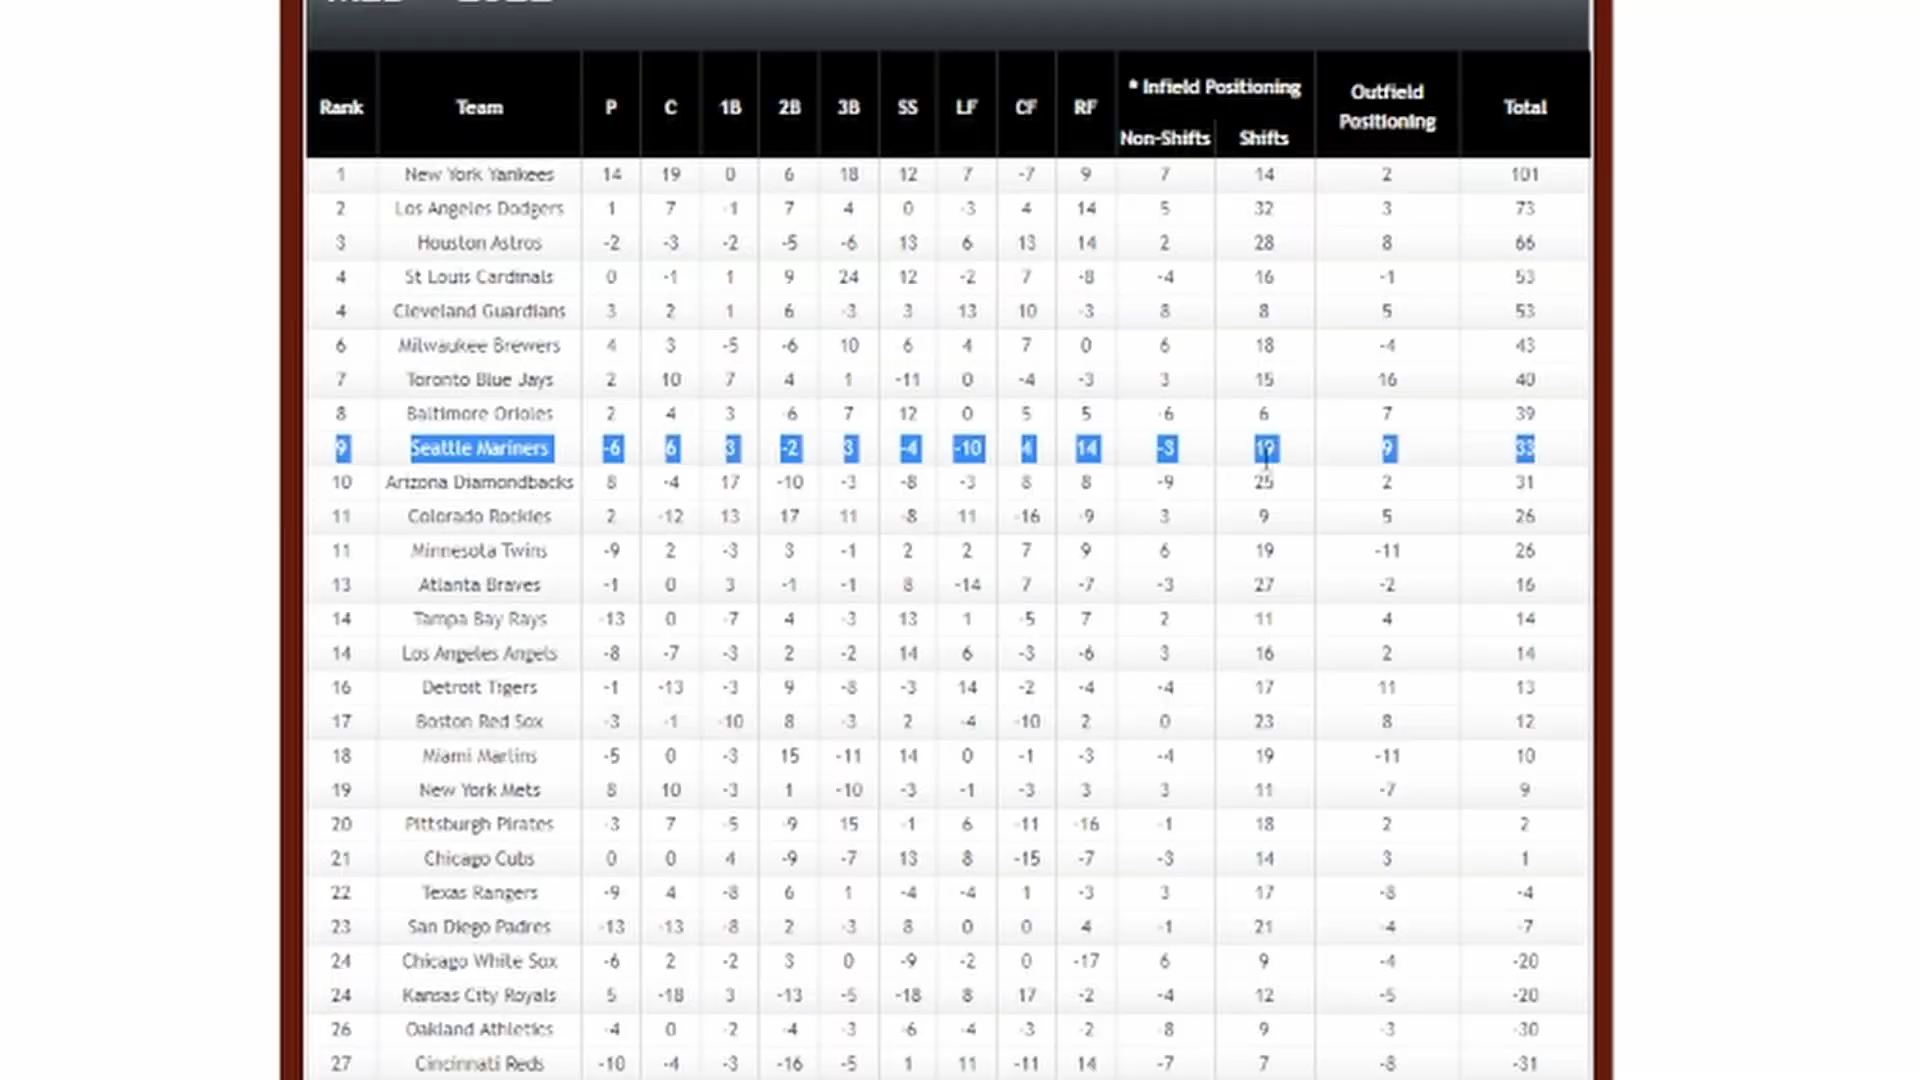 * Infield Positioning
Outfield Positioning
Rank Team P C 1B 2B 3B SS LF CF RF Total
Non-Shifts Shifts
1 New York Yankees 14 19 0 6 18 12 7 -7 9 7 14 2 101
2 Los Angeles Dodgers 1 7 -1 7 4 0 -3 4 14 5 32 3 73
3 Houston Astros -2 -3 -2 -5 -6 13 6 13 14 2 28 8 66
4 St Louis Cardinals 0 -1 1 9 24 12 -2 7 -8 -4 16 -1 53
4 Cleveland Guardians 3 2 1 6 -3 3 13 10 -3 8 8 5 53
6 Milwaukee Brewers 4 3 -5 -6 10 6 4 7 0 6 18 -4 43
7 Toronto Blue Jays 2 10 7 4 1 -11 0 -4 -3 3 15 16 40
8 Baltimore Orioles 2 4 3 -6 7 12 0 5 5 -6 6 7 39
9 Seattle Mariners -6 6 3 -2 3 -4 -10 4 14 -3 19 9 33
10 Arizona Diamondbacks 8 -4 17 -10 -3 -8 -3 8 8 -9 25 2 31
11 Colorado Rockies 2 -12 13 17 11 -8 11 -16 -9 3 9 5 26
11 Minnesota Twins -9 2 -3 3 -1 2 2 7 9 6 19 -11 26
13 Atlanta Braves -1 0 3 -1 -1 8 -14 7 -7 -3 27 -2 16
14 Tampa Bay Rays -13 0 -7 4 -3 13 1 -5 7 2 11 4 14
14 Los Angeles Angels -8 -7 -3 2 -2 14 6 -3 -6 3 16 2 14
16 Detroit Tigers -1 -13 -3 9 -8 -3 14 -2 -4 -4 17 11 13
17 Boston Red Sox -3 -1 -10 8 -3 2 -4 -10 2 0 23 8 12
18 Miami Marlins -5 0 -3 15 -11 14 0 -1 -3 -4 19 -11 10
19 New York Mets 8 10 -3 1 -10 -3 -1 -3 3 3 11 -7 9
20 Pittsburgh Pirates -3 7 -5 -9 15 -1 6 -11 -16 -1 18 2 2
21 Chicago Cubs 0 0 4 -9 -7 13 8 -15 -7 -3 14 3 1
22 Texas Rangers -9 4 -8 6 1 -4 -4 1 -3 3 17 -8 -4
23 San Diego Padres -13 -13 -8 2 -3 8 0 0 4 -1 21 -4 -7
24 Chicago White Sox -6 2 -2 3 0 -9 -2 0 -17 6 9 -4 -20
24 Kansas City Royals 5 -18 3 -13 -5 -18 8 17 -2 -4 12 -5 -20
26 Oakland Athletics -4 0 -2 -4 -3 -6 -4 -3 -2 -8 9 -3 -30
27 Cincinnati Reds -10 -4 -3 -16 -5 1 11 -11 14 -7 7 -8 -31